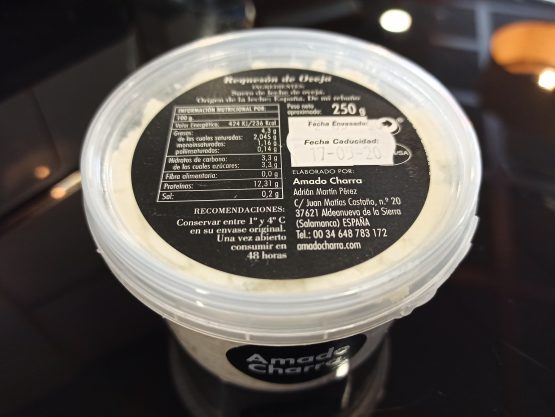 Requesón de Oveja
INGREDIENTES:
Suero de leche de oveja.
Origen de la leche: España. De mi rebaño
INFORMACIÓN NUTRICIONAL POR:
100 g.
Valor Energético: 424 KJ/236 Kcal
Grasas: 4,3 g
de las cuales saturadas: 2,045 g
monoinsaturadas: 1,16 g
poliinsaturadas: 0,14 g
Hidratos de carbono: 3,3 g
de los cuales azúcares: 3,3 g
Fibra alimentaria: 0,0 g
Proteínas: 12,31 g
Sal: 0,2 g
RECOMENDACIONES:
Conservar entre 1º y 4º C
en su envase original.
Una vez abierto
consumir en
48 horas
Peso neto
aproximado: 250 g
Fecha Envasado:
Fecha Caducidad:
ELABORADO POR:
Amado Charra
Adrián Martín Pérez
C/ Juan Matías Castaño, n.º 20
37621 Aldeanueva de la Sierra
(Salamanca) ESPAÑA
Tel.: 00 34 648 783 172
amadocharra.com
Amado
Charra